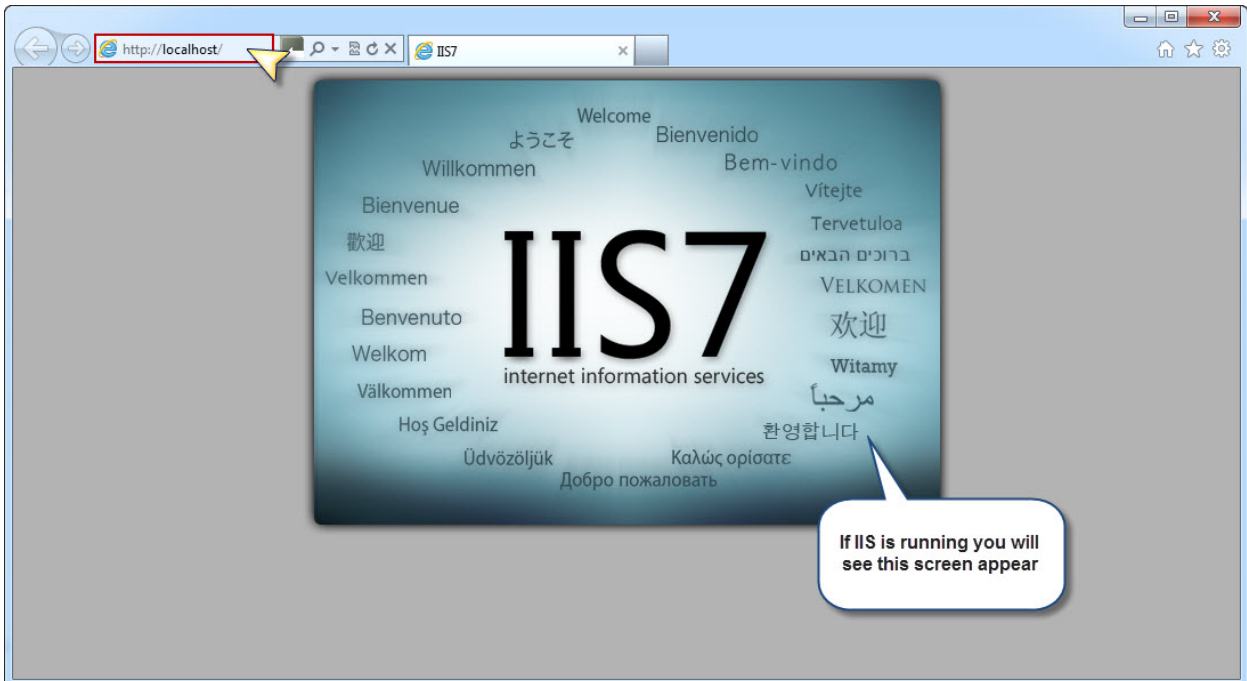 http://localhost/
IIS7
Welcome
ようこそ
Bienvenido
Willkommen
Bem-vindo
Vítejte
Bienvenue
Tervetuloa
歡迎
ברוכים הבאים
Velkommen
VELKOMEN
Benvenuto
欢迎
Welkom
Witamy
Välkommen
مرحباً
Hoş Geldiniz
환영합니다
Üdvözöljük
Καλώς ορίσατε
Добро пожаловать
IIS7
internet information services
If IIS is running you will
see this screen appear